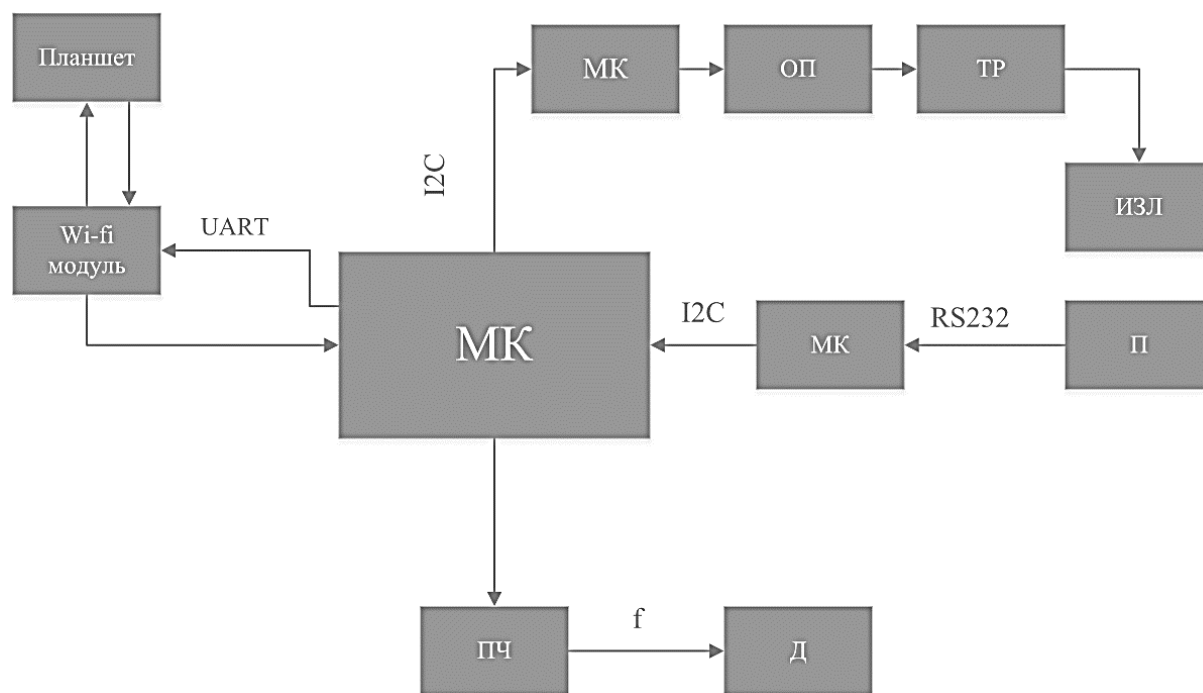 Планшет
МК
ОП
ТР
I2C
ИЗЛ
Wi-fi
модуль
UART
МК
I2C
МК
RS232
П
ПЧ
f
Д